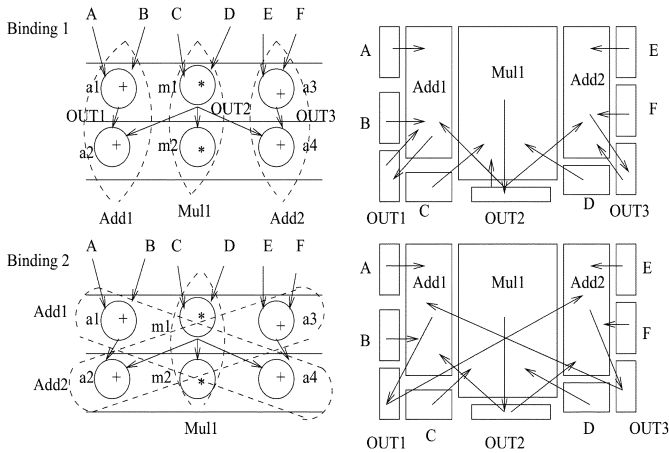 Binding 1
A B C D E F
a1 + m1 * a3 +
OUT1 OUT2 OUT3
a2 + m2 * a4 +
Add1 Mul1 Add2
A Add1 Mul1 Add2 E
B F
OUT1 C OUT2 D OUT3
Binding 2
A B C D E F
Add1 a1 + m1 * a3 +
Add2 a2 + m2 * a4 +
Mul1
A Add1 Mul1 Add2 E
B F
OUT1 C OUT2 D OUT3